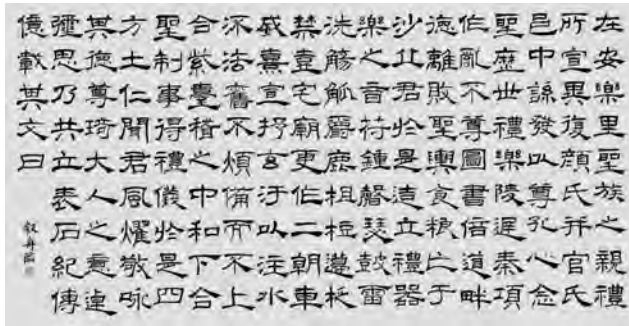 在安樂里聖族之親禮
所宣異復顏氏并官氏
邑中繇發以尊孔心念
聖歷世禮樂陵遲秦項
作亂不尊圖書倍道畔
德離敗聖輿食粮亡于
沙丘君於是造立禮器
樂之音苻鍾磬瑟鼓雷
洗觴觚爵鹿柤梪籩柉
禁壺宅廟更作二朝車
威熹宣抒玄汙以注水
流法舊不煩備而不上
合紫臺稽之中和下合
聖制事得禮儀於是四
方土仁聞君風燿敬咏
其德尊琦大人之意逴
彊思乃共立表石紀傳
億載其文曰